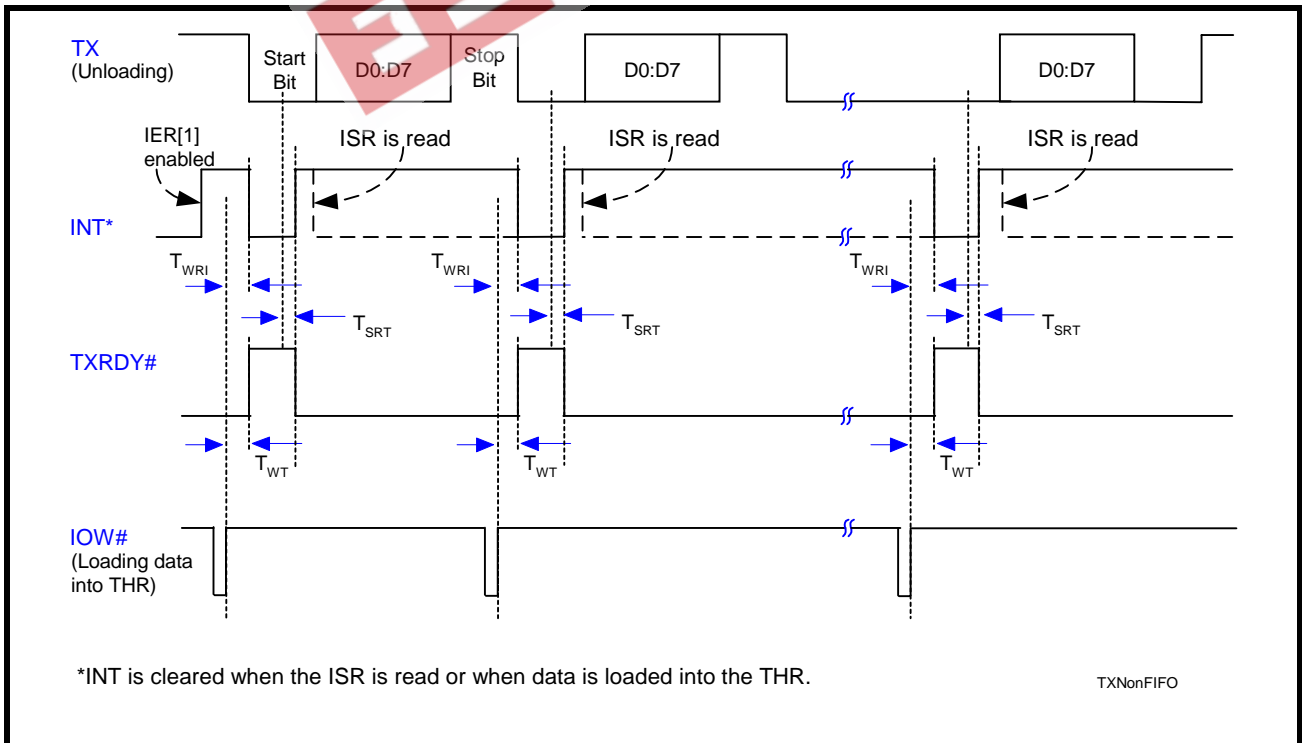 TX
(Unloading)
Start
Bit
D0:D7
Stop
Bit
D0:D7
D0:D7
IER[1]
enabled
ISR is read
ISR is read
ISR is read
INT*
TWRI
TWRI
TWRI
TSRT
TSRT
TSRT
TXRDY#
TWT
TWT
TWT
IOW#
(Loading data
into THR)
*INT is cleared when the ISR is read or when data is loaded into the THR.
TXNonFIFO